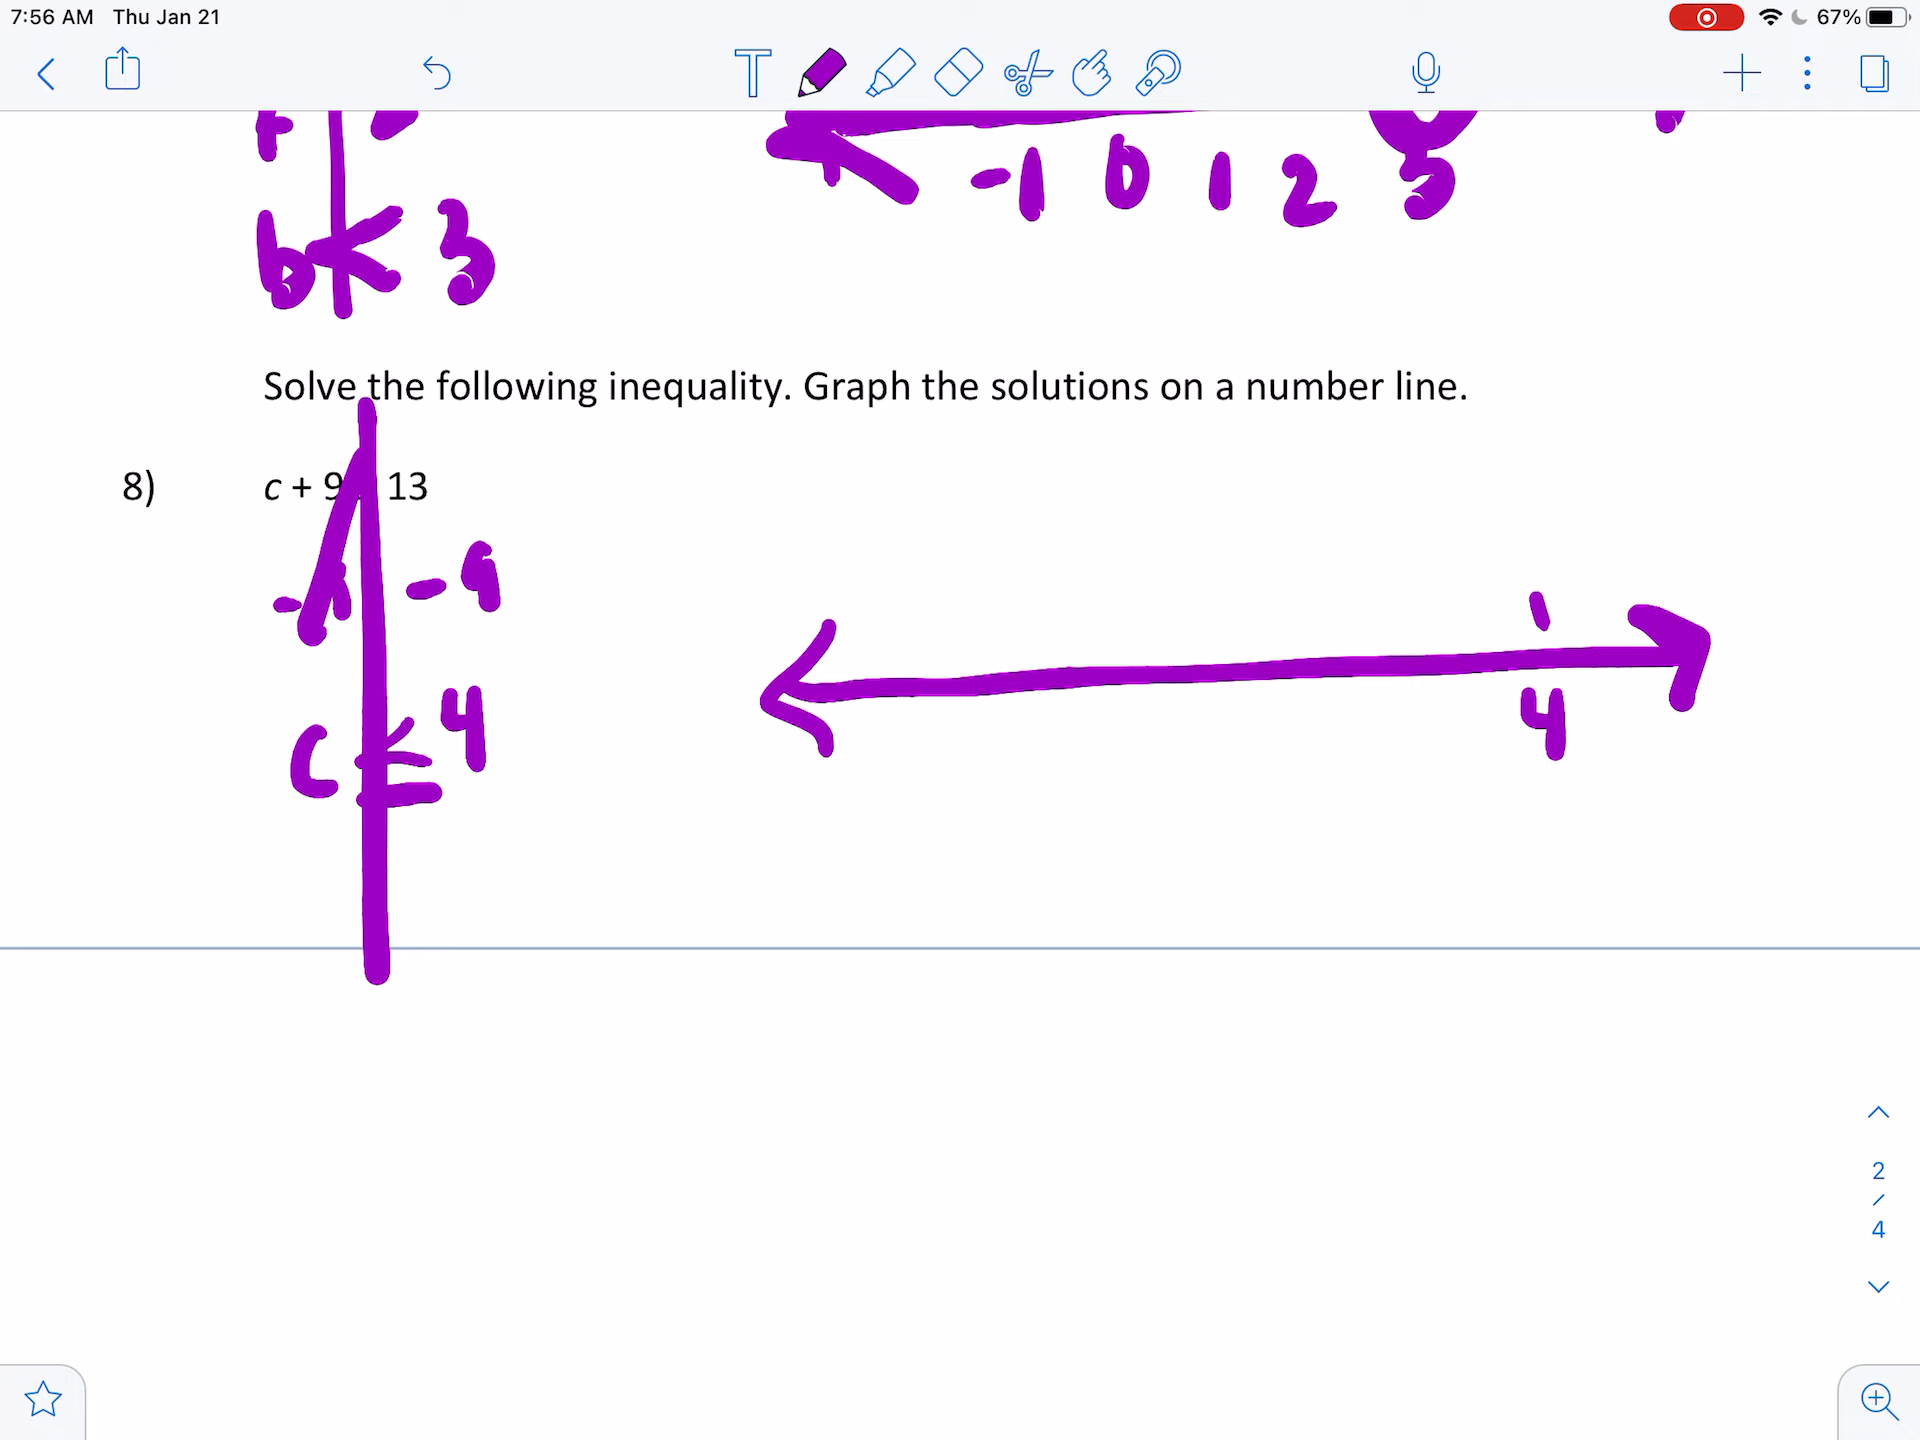 7:56 AM Thu Jan 21
67%
T
-1 0 1 2 3
b < 3
Solve the following inequality. Graph the solutions on a number line.
8) c + 9 13
-9 -9
c ≤ 4
4
2
/
4